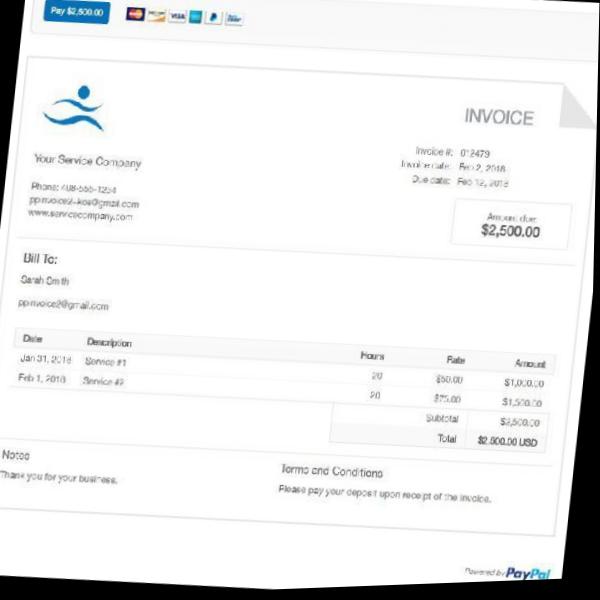 Pay $2,500.00
VISA
INVOICE
Invoice #: 012479
Invoice date: Feb 2, 2018
Due date: Feb 12, 2018
Your Service Company
Phone: 408-555-1234
www.servicecompany.com
Amount due:
$2,500.00
Bill To:
Sarah Smith
ppinvoice2@gmail.com
Date Description Hours Rate Amount
Jan 31, 2018 Service #1 20 $50.00 $1,000.00
Feb 1, 2018 Service #2 20 $75.00 $1,500.00
Subtotal $2,500.00
Total $2,500.00 USD
Notes
Thank you for your business.
Terms and Conditions
Please pay your deposit upon receipt of the invoice.
Powered by PayPal